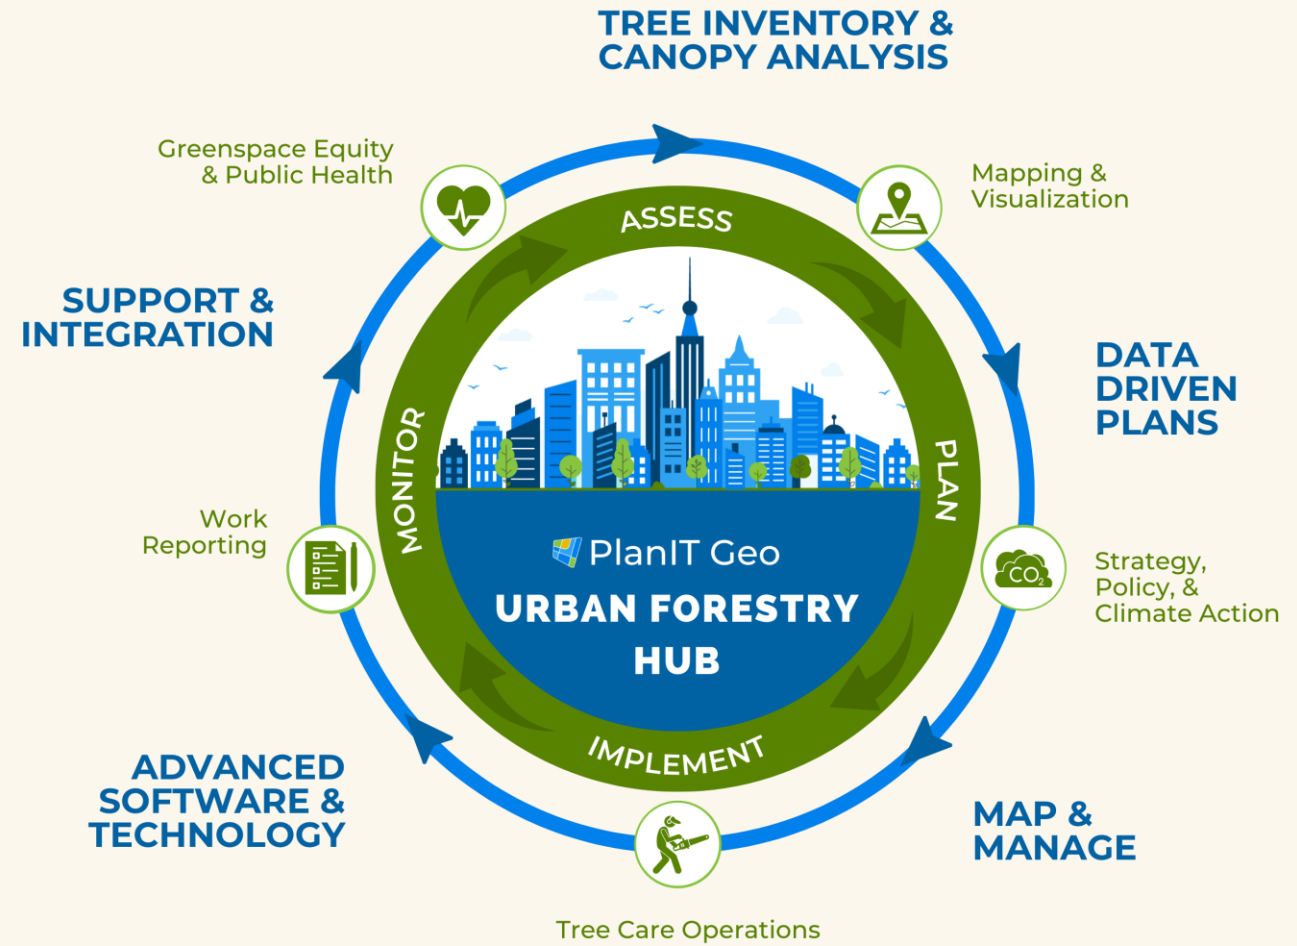 TREE INVENTORY &
CANOPY ANALYSIS
Greenspace Equity
& Public Health
Mapping &
Visualization
ASSESS
SUPPORT &
INTEGRATION
DATA
DRIVEN
PLANS
MONITOR
PLAN
Work
Reporting
PlanIT Geo
URBAN FORESTRY
HUB
CO2
Strategy,
Policy, &
Climate Action
IMPLEMENT
ADVANCED
SOFTWARE &
TECHNOLOGY
MAP &
MANAGE
Tree Care Operations